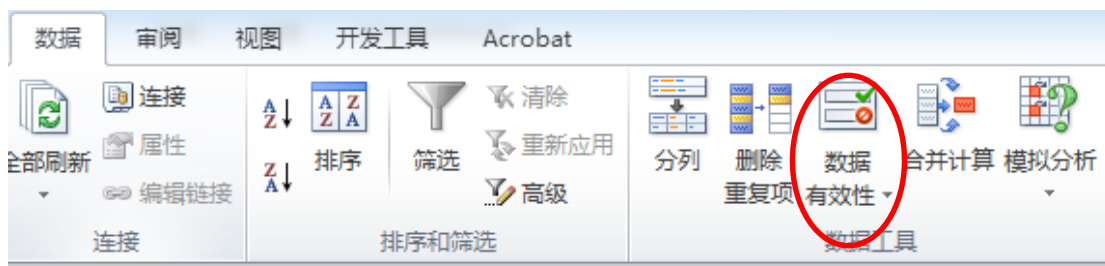 数据 审阅 视图 开发工具 Acrobat
全部刷新
连接
属性
编辑链接
连接
A
Z
Z
A
A Z
Z A
排序
筛选
清除
重新应用
高级
排序和筛选
分列
删除
重复项
数据
有效性
合并计算
模拟分析
数据工具